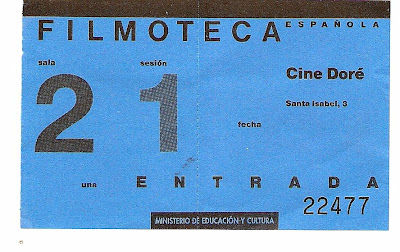 FILMOTECA ESPAÑOLA
sala sesión
Cine Doré
2 1
Santa Isabel, 3
fecha
una ENTRADA
22477
MINISTERIO DE EDUCACIÓN Y CULTURA